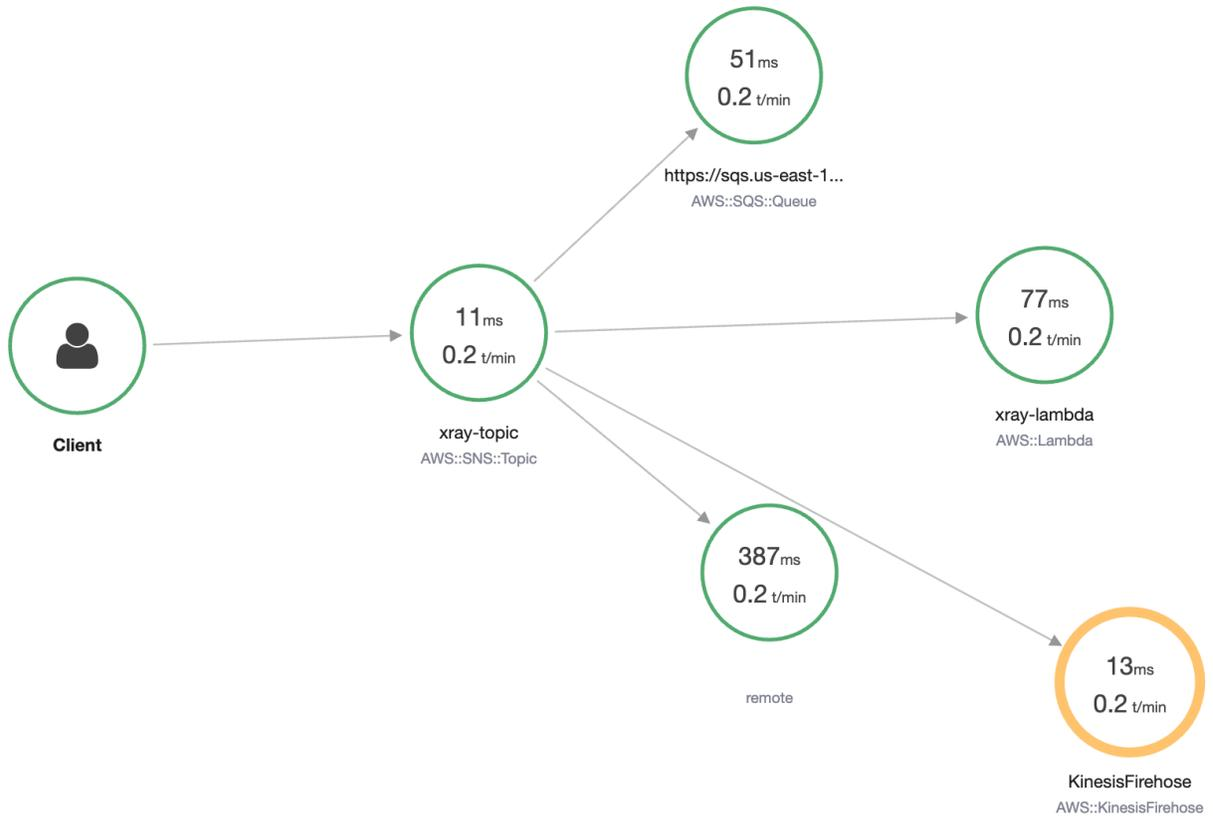 51ms
0.2 t/min
https://sqs.us-east-1...
AWS::SQS::Queue
Client
11ms
0.2 t/min
xray-topic
AWS::SNS::Topic
77ms
0.2 t/min
xray-lambda
AWS::Lambda
387ms
0.2 t/min
remote
13ms
0.2 t/min
KinesisFirehose
AWS::KinesisFirehose